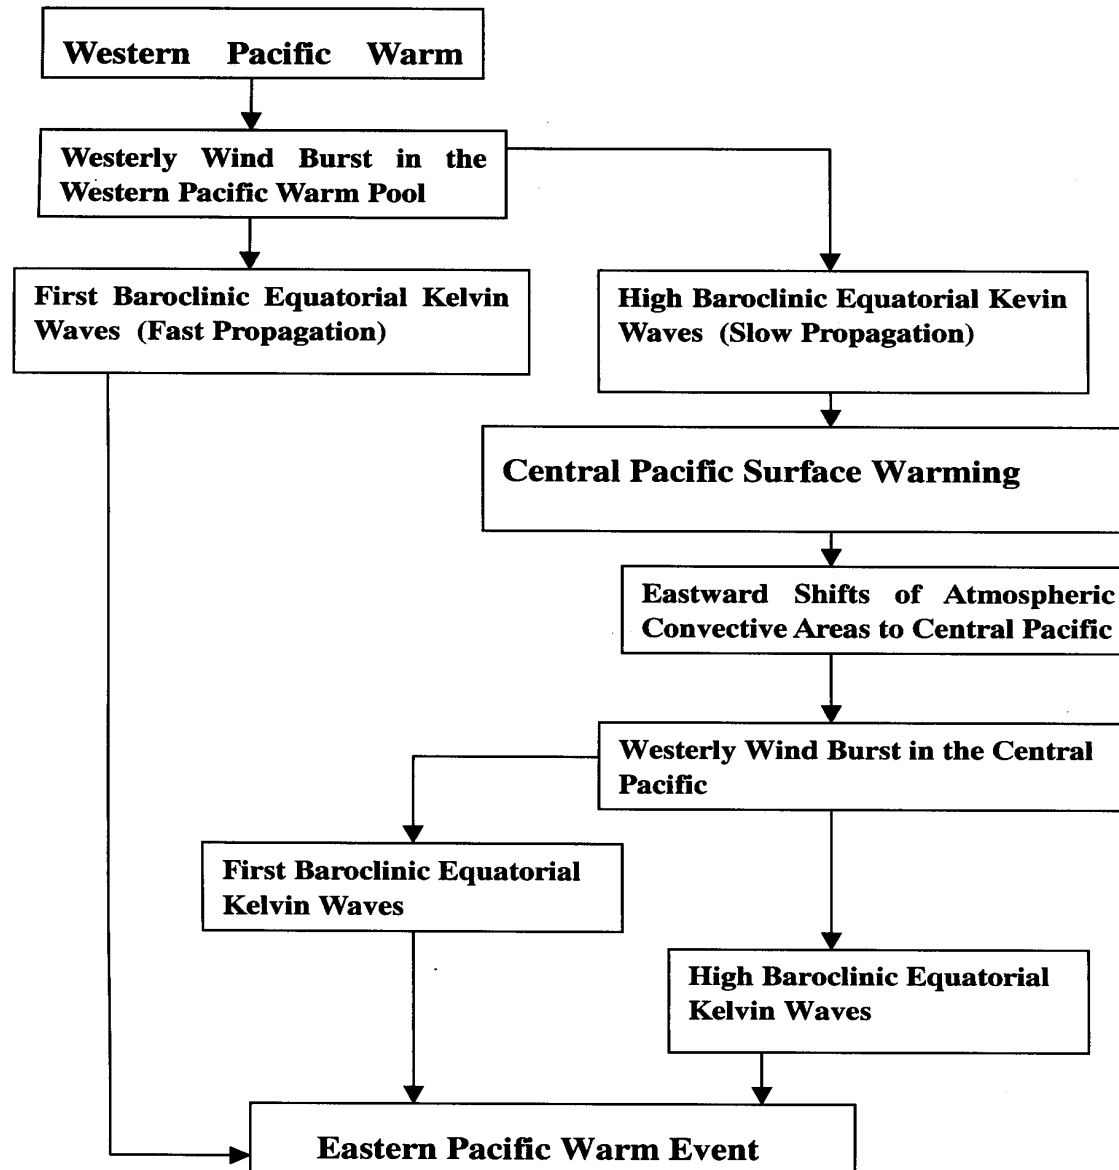 Western Pacific Warm
Westerly Wind Burst in the
Western Pacific Warm Pool
First Baroclinic Equatorial Kelvin
Waves (Fast Propagation)
High Baroclinic Equatorial Kevin
Waves (Slow Propagation)
Central Pacific Surface Warming
Eastward Shifts of Atmospheric
Convective Areas to Central Pacific
Westerly Wind Burst in the Central
Pacific
First Baroclinic Equatorial
Kelvin Waves
High Baroclinic Equatorial
Kelvin Waves
Eastern Pacific Warm Event